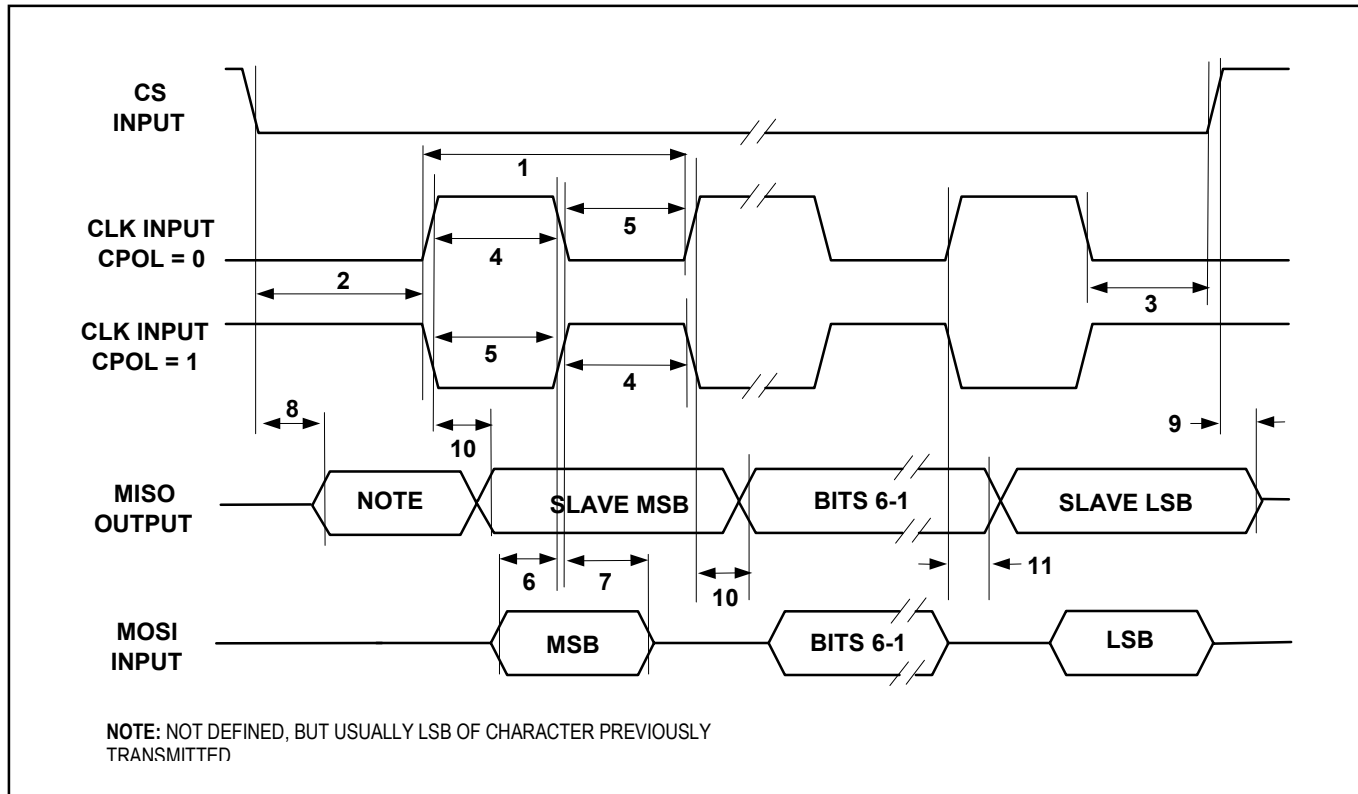 CS
INPUT
1
5
CLK INPUT
CPOL = 0
4
2
3
CLK INPUT
CPOL = 1
5
4
8
9
10
MISO
OUTPUT
NOTE
SLAVE MSB
BITS 6-1
SLAVE LSB
6
7
10
11
MOSI
INPUT
MSB
BITS 6-1
LSB
NOTE: NOT DEFINED, BUT USUALLY LSB OF CHARACTER PREVIOUSLY
TRANSMITTED